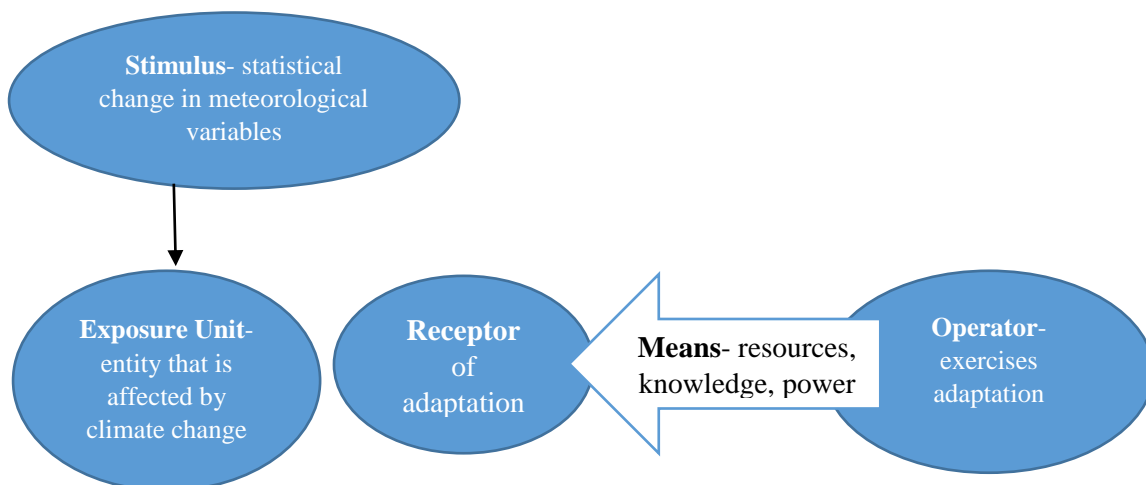 Stimulus- statistical
change in meteorological
variables
Exposure Unit-
entity that is
affected by
climate change
Receptor
of
adaptation
Means- resources,
knowledge, power
Operator-
exercises
adaptation